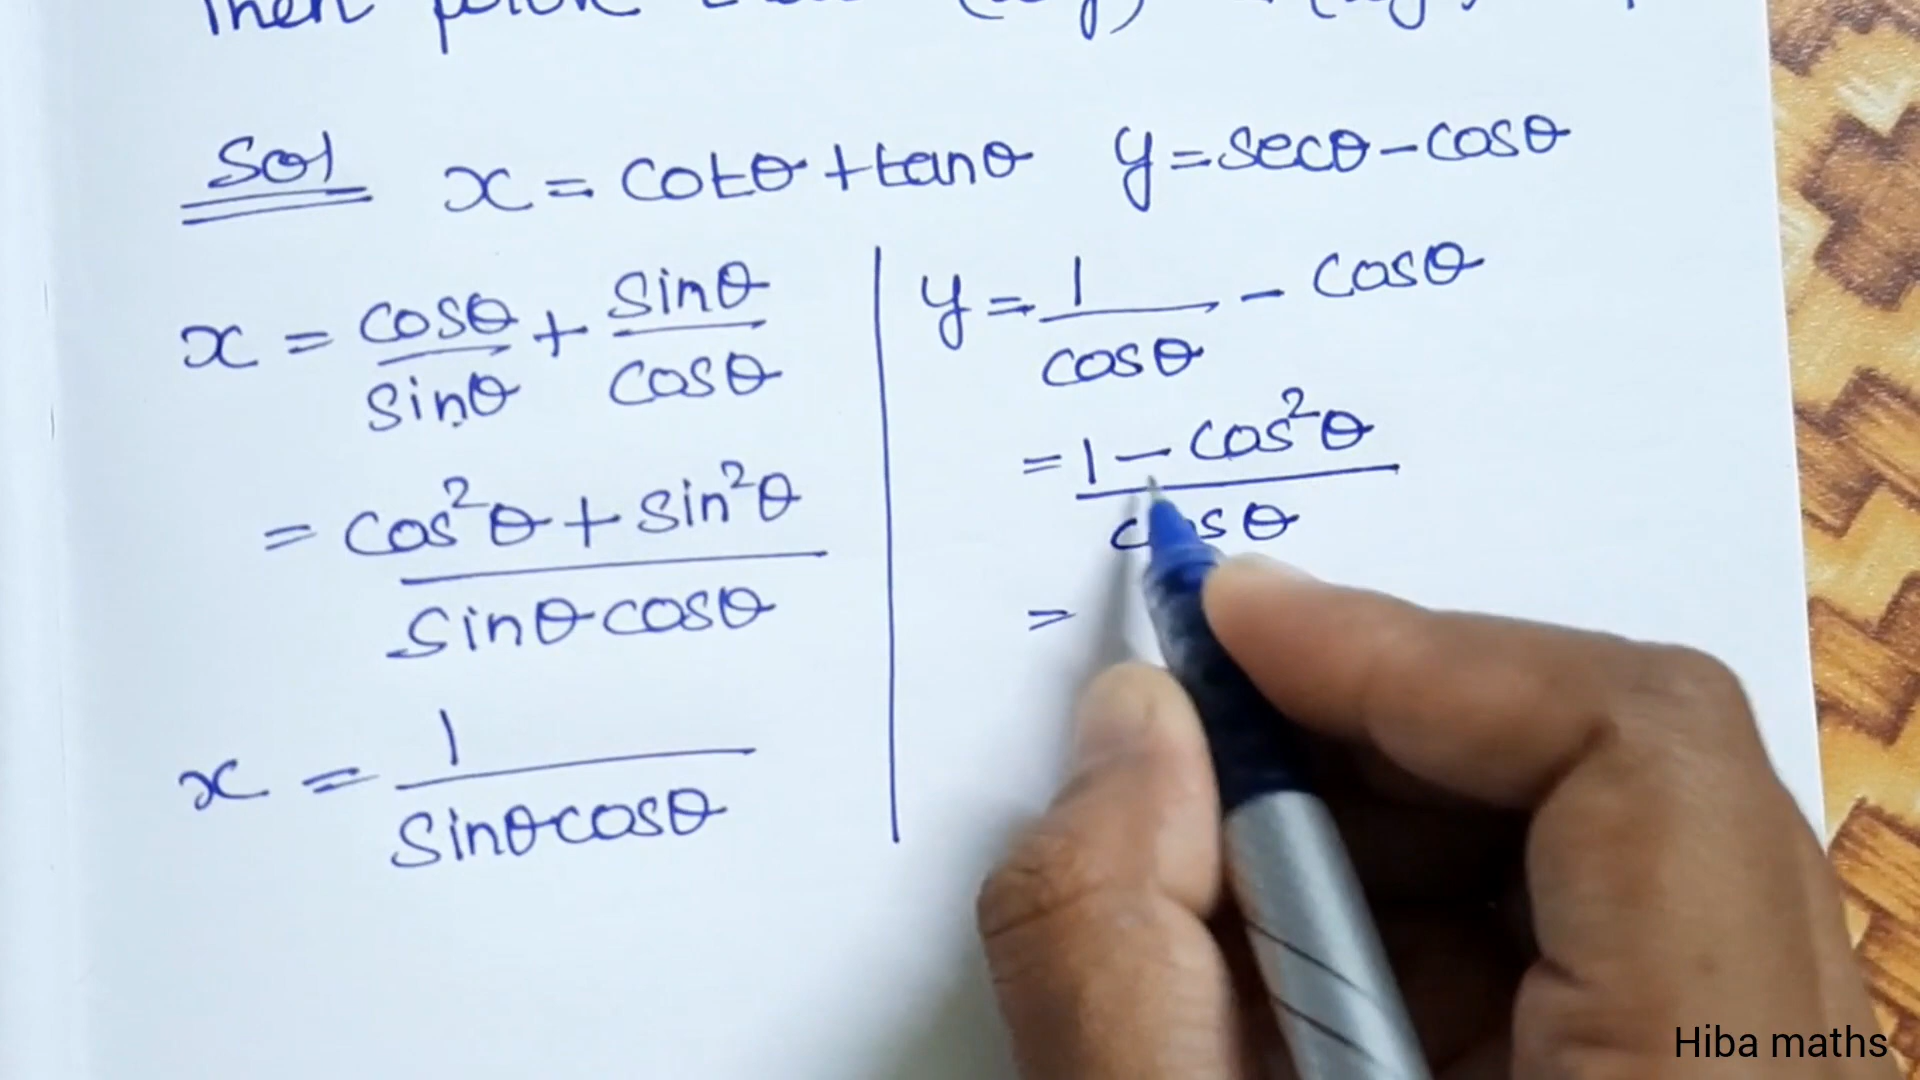 Then
Sol x = cotθ + tanθ y = secθ - cosθ
x = cosθ/sinθ + sinθ/cosθ
= cos²θ + sin²θ / sinθ cosθ
x = 1 / sinθ cosθ
y = 1/cosθ - cosθ
= 1 - cos²θ / cosθ
=
Hiba maths